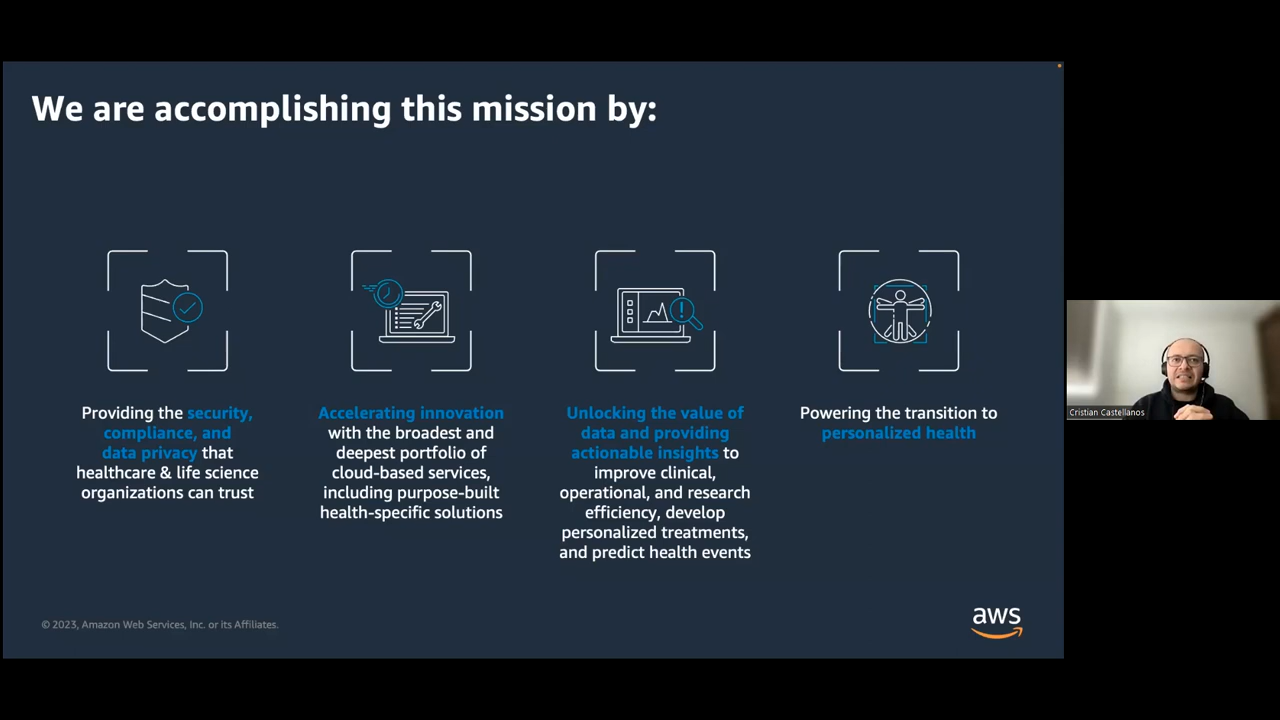 We are accomplishing this mission by:
Providing the security,
compliance, and
data privacy that
healthcare & life science
organizations can trust
Accelerating innovation
with the broadest and
deepest portfolio of
cloud-based services,
including purpose-built
health-specific solutions
Unlocking the value of
data and providing
actionable insights to
improve clinical,
operational, and research
efficiency, develop
personalized treatments,
and predict health events
Powering the transition to
personalized health
© 2023, Amazon Web Services, Inc. or its Affiliates.
aws
Cristian Castellanos